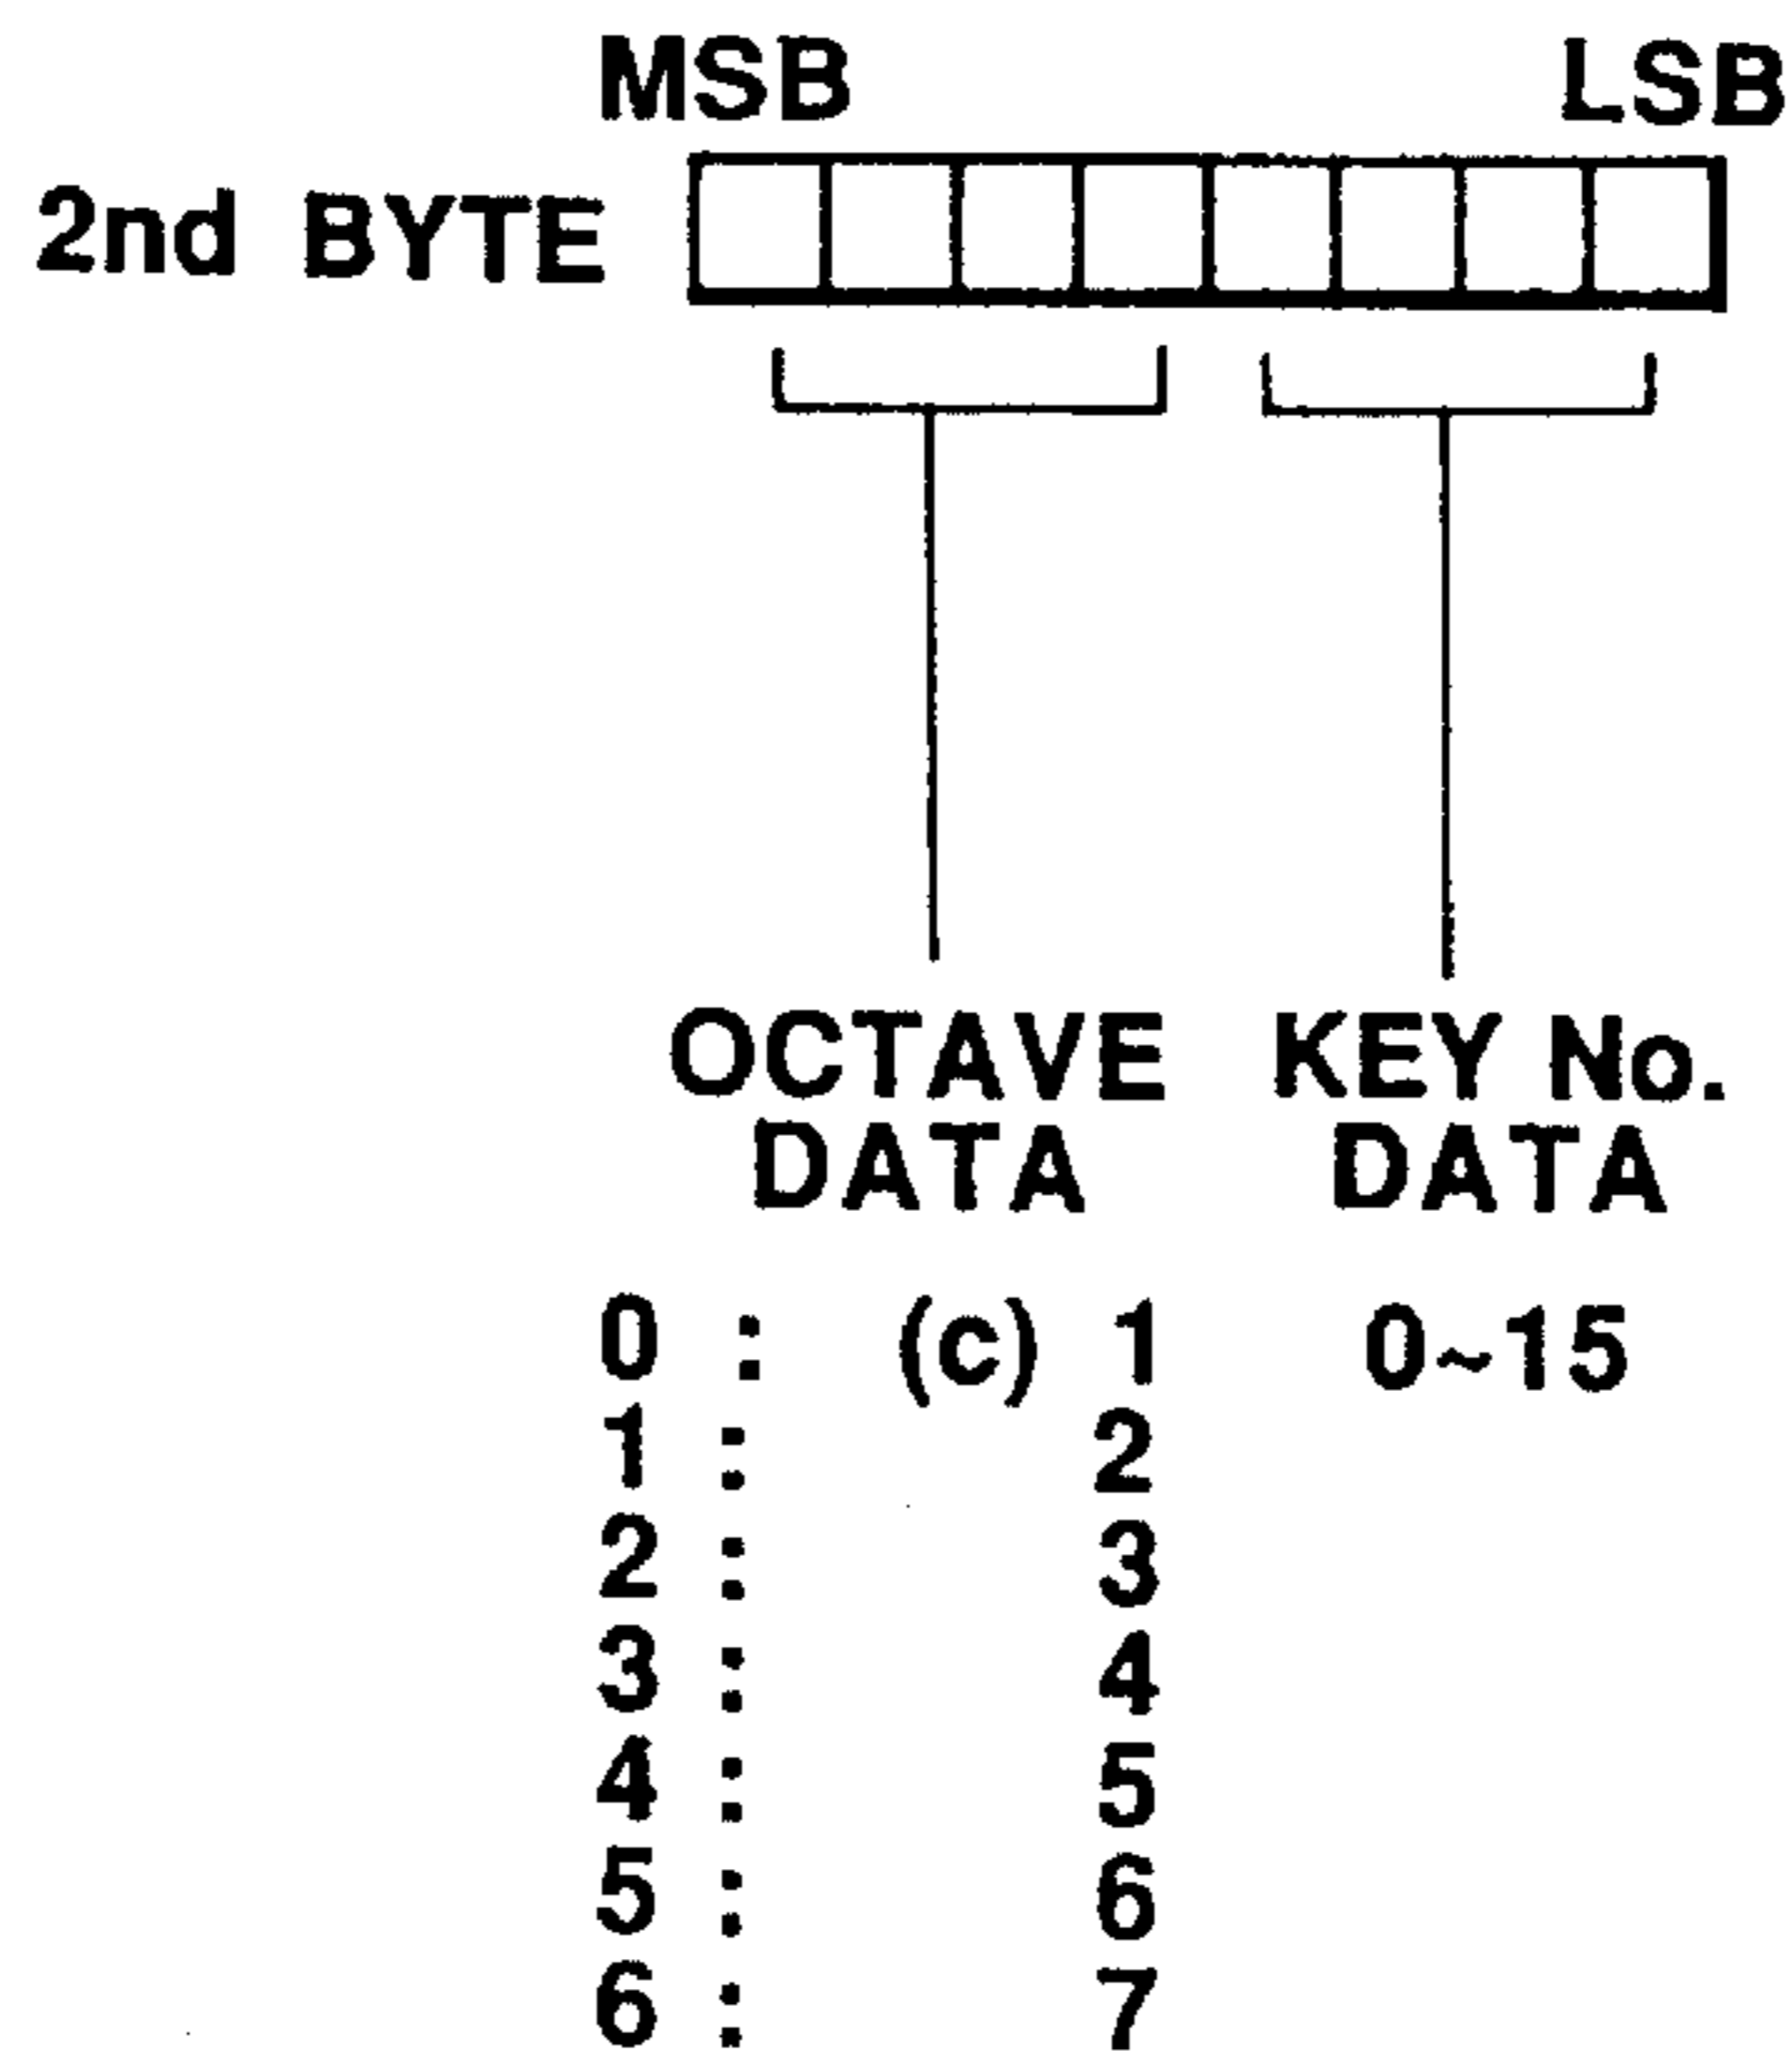 MSB LSB
2nd BYTE
OCTAVE KEY No.
DATA DATA
0 : (c) 1 0~15
1 : 2
2 : 3
3 : 4
4 : 5
5 : 6
6 : 7